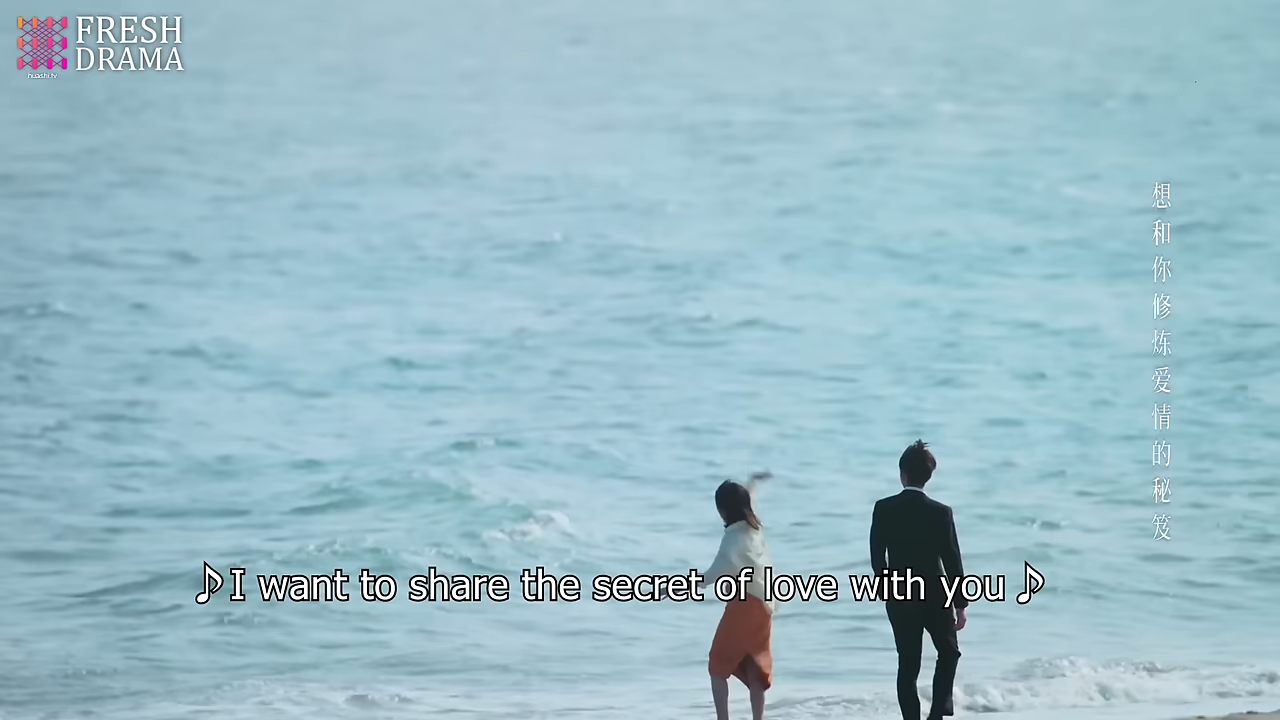 FRESH
DRAMA
huashi.tv
想和你修炼爱情的秘笈
♪I want to share the secret of love with you♪